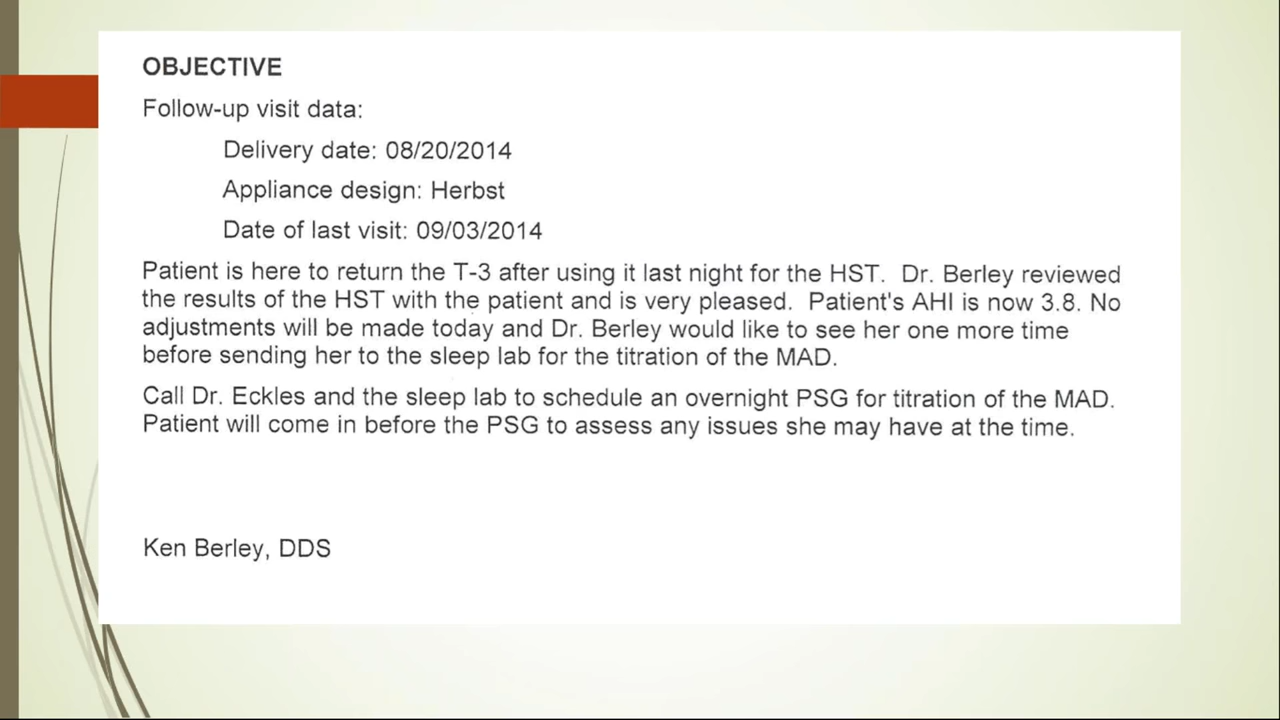 OBJECTIVE
Follow-up visit data:
Delivery date: 08/20/2014
Appliance design: Herbst
Date of last visit: 09/03/2014
Patient is here to return the T-3 after using it last night for the HST.  Dr. Berley reviewed
the results of the HST with the patient and is very pleased.  Patient's AHI is now 3.8. No
adjustments will be made today and Dr. Berley would like to see her one more time
before sending her to the sleep lab for the titration of the MAD.
Call Dr. Eckles and the sleep lab to schedule an overnight PSG for titration of the MAD.
Patient will come in before the PSG to assess any issues she may have at the time.
Ken Berley, DDS